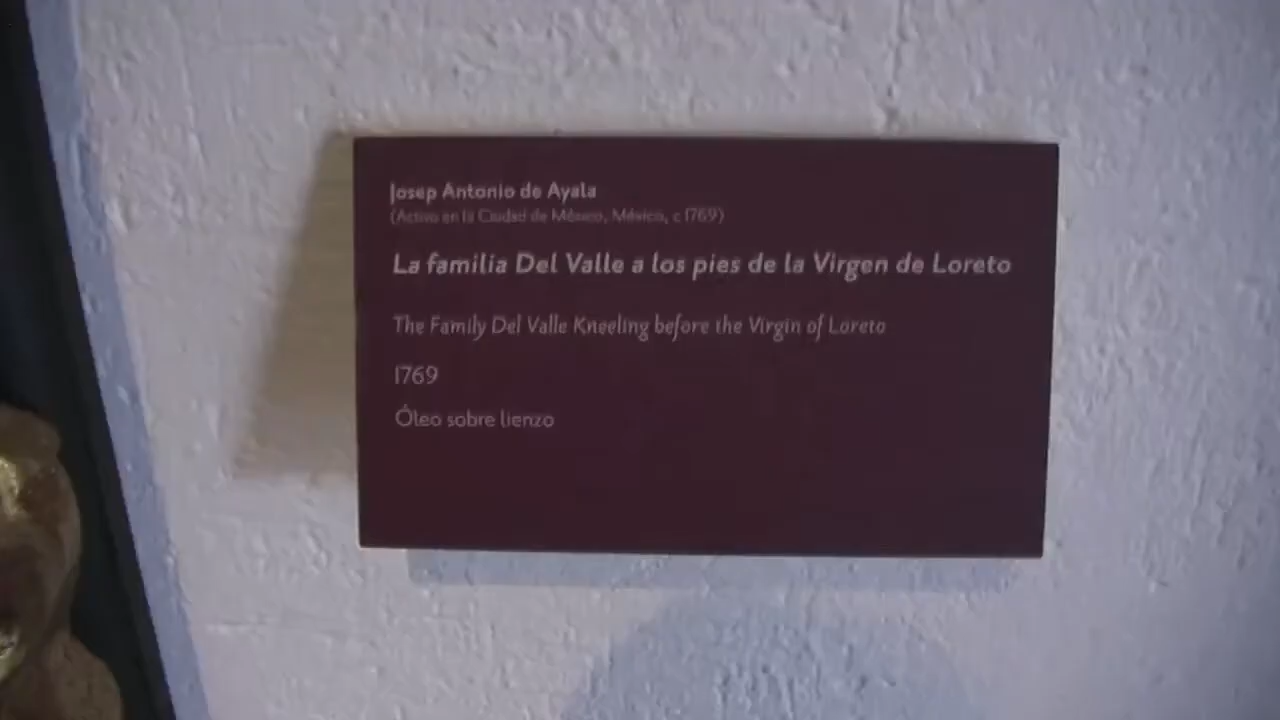 Josep Antonio de Ayala
(Activo en la Ciudad de México, México, c 1769)
La familia Del Valle a los pies de la Virgen de Loreto
The Family Del Valle Kneeling before the Virgin of Loreto
1769
Óleo sobre lienzo